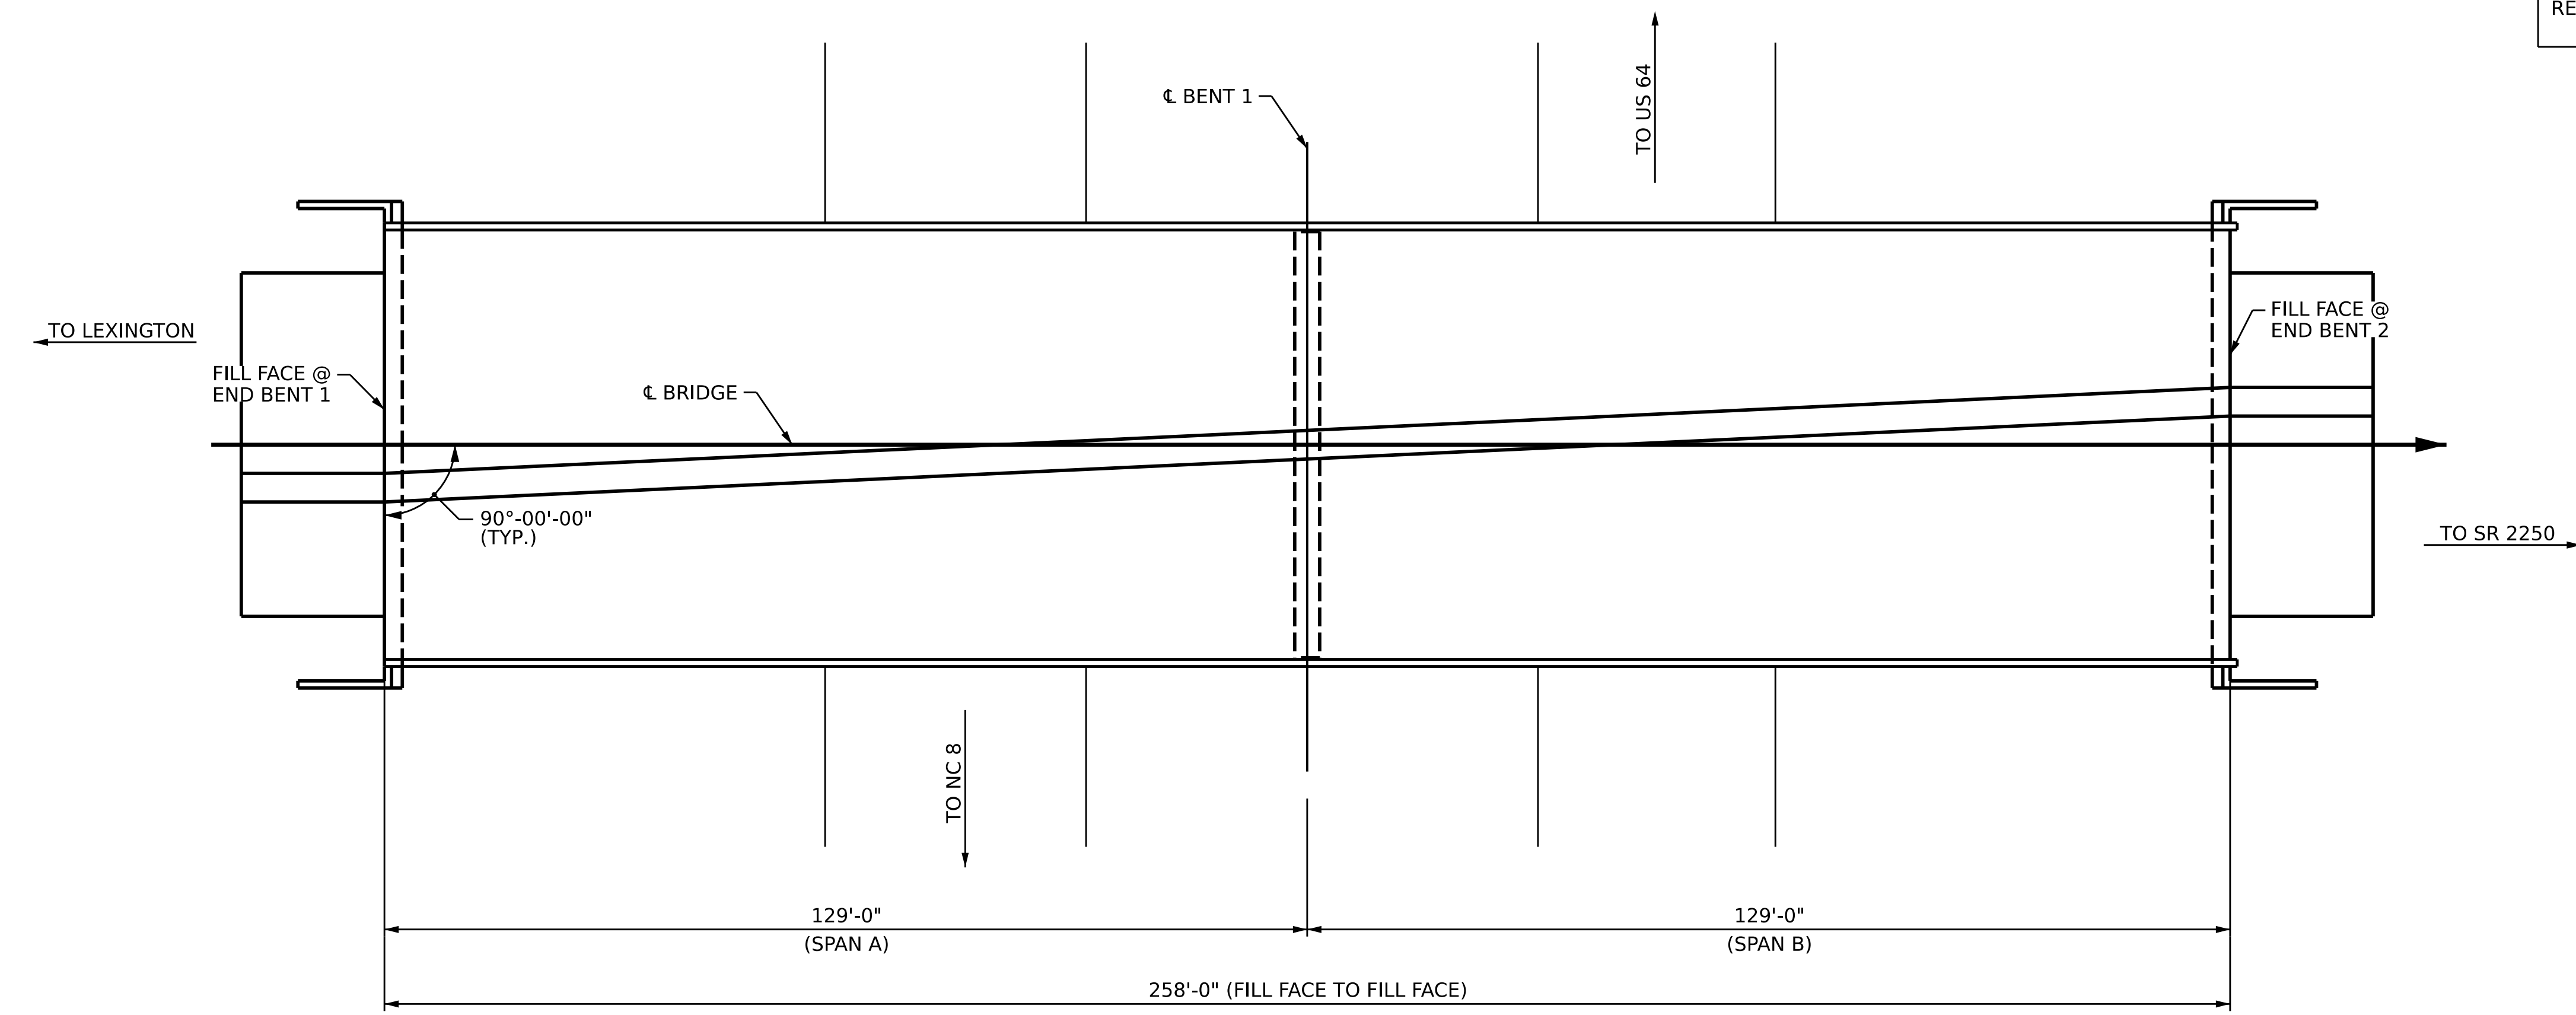 RE
TO US 64
℄ BENT 1
TO LEXINGTON
FILL FACE @
END BENT 2
FILL FACE @
END BENT 1
℄ BRIDGE
90°-00'-00"
(TYP.)
TO SR 2250
TO NC 8
129'-0"
(SPAN A)
129'-0"
(SPAN B)
258'-0" (FILL FACE TO FILL FACE)